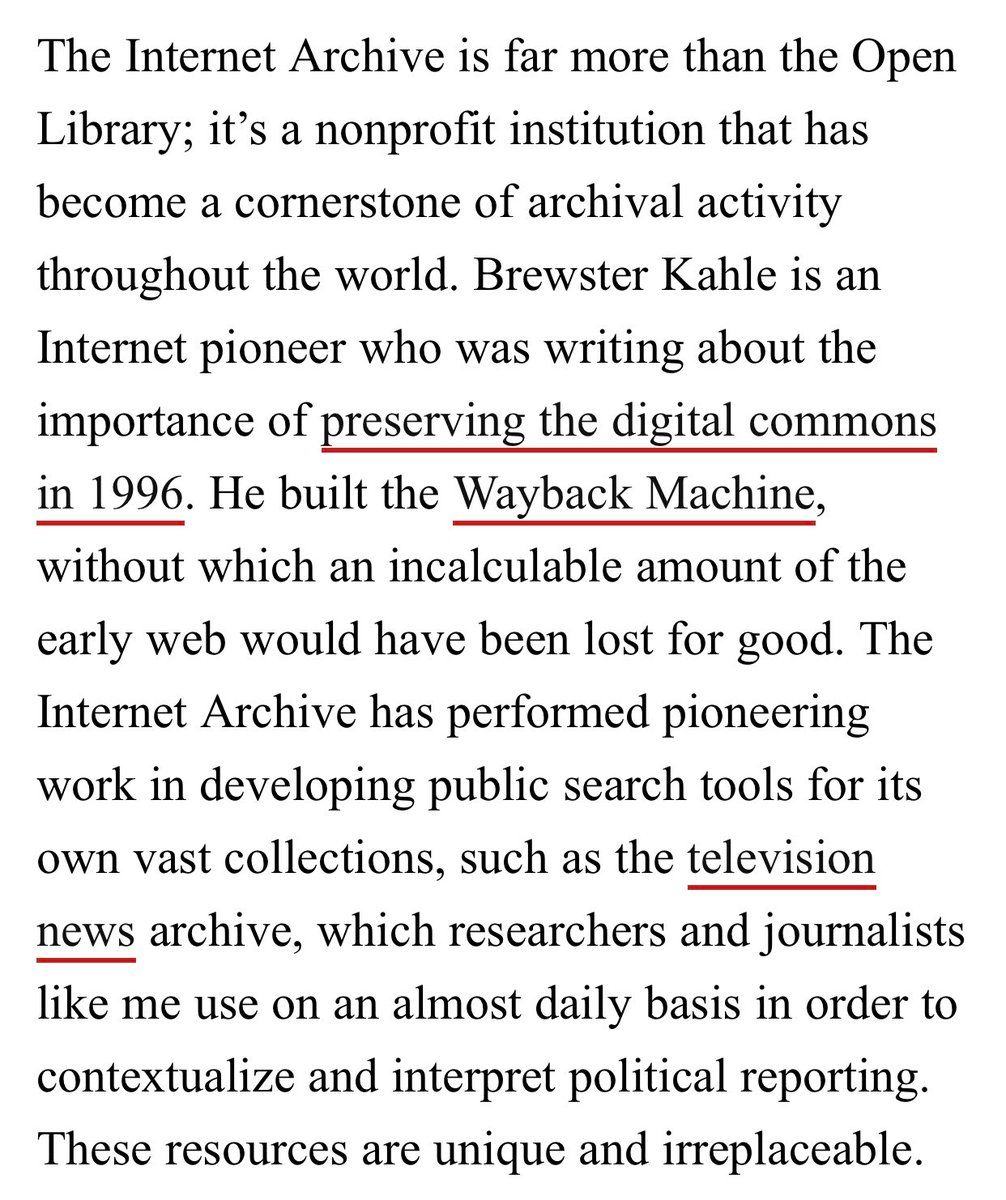 The Internet Archive is far more than the Open
Library; it’s a nonprofit institution that has
become a cornerstone of archival activity
throughout the world. Brewster Kahle is an
Internet pioneer who was writing about the
importance of preserving the digital commons
in 1996. He built the Wayback Machine,
without which an incalculable amount of the
early web would have been lost for good. The
Internet Archive has performed pioneering
work in developing public search tools for its
own vast collections, such as the television
news archive, which researchers and journalists
like me use on an almost daily basis in order to
contextualize and interpret political reporting.
These resources are unique and irreplaceable.